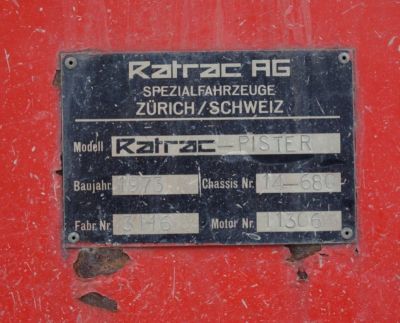 Ratrac AG
SPEZIALFAHRZEUGE
ZÜRICH/SCHWEIZ
Modell Ratrac-PISTER
Baujahr 1973 Chassis Nr. 14-680
Fabr. Nr. 3146 Motor Nr. 11306